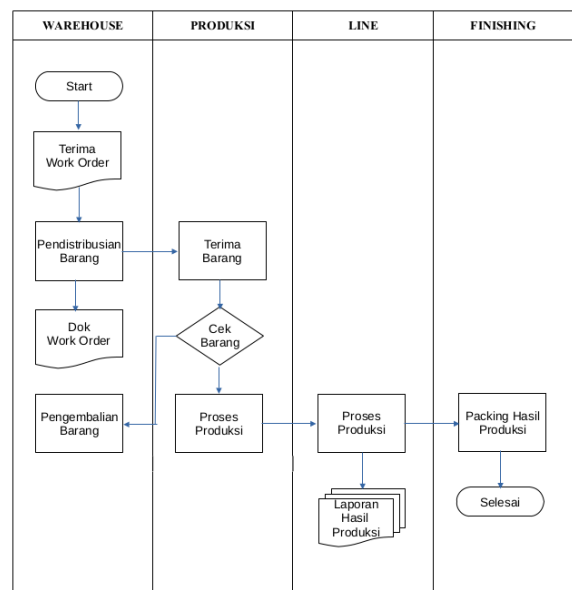 WAREHOUSE
PRODUKSI
LINE
FINISHING
Start
Terima
Work Order
Pendistribusian
Barang
Terima
Barang
Dok
Work Order
Cek
Barang
Pengembalian
Barang
Proses
Produksi
Proses
Produksi
Packing Hasil
Produksi
Laporan
Hasil
Produksi
Selesai